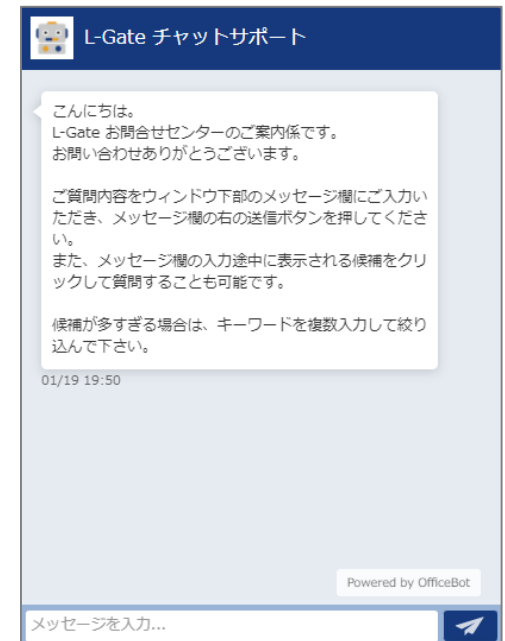 L-Gate チャットサポート
こんにちは。
L-Gate お問合せセンターのご案内係です。
お問い合わせありがとうございます。
ご質問内容をウィンドウ下部のメッセージ欄にご入力い
ただき、メッセージ欄の右の送信ボタンを押してくださ
い。
また、メッセージ欄の入力途中に表示される候補をクリ
ックして質問することも可能です。
候補が多すぎる場合は、キーワードを複数入力して絞り
込んで下さい。
01/19 19:50
Powered by OfficeBot
メッセージを入力...